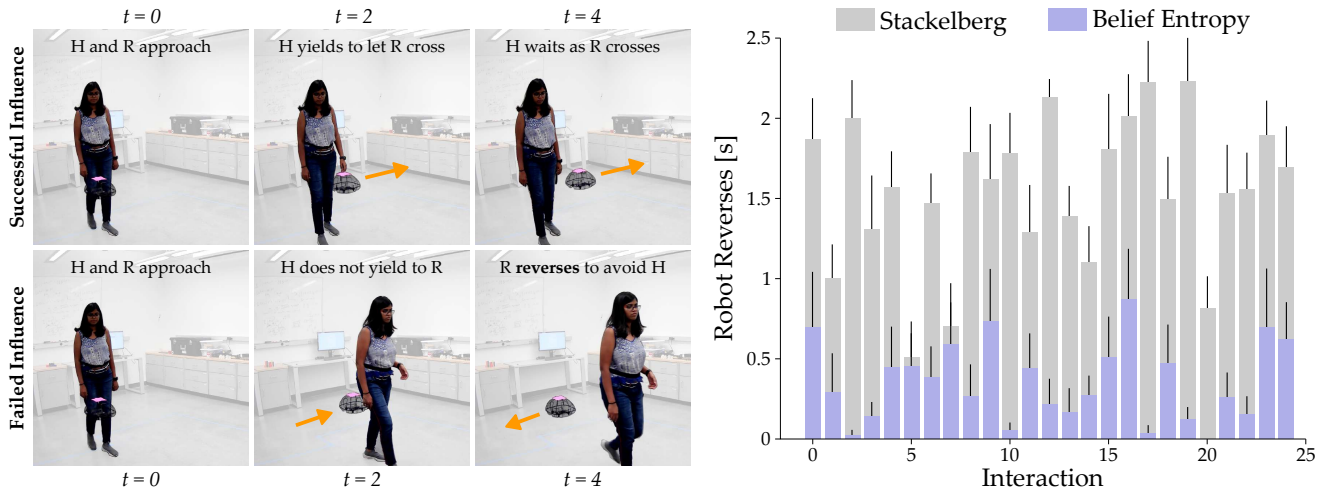 t = 0
t = 2
t = 4
Successful Influence
H and R approach
H yields to let R cross
H waits as R crosses
Failed Influence
H and R approach
H does not yield to R
R reverses to avoid H
t = 0
t = 2
t = 4
Stackelberg
Belief Entropy
Robot Reverses [s]
2.5
2
1.5
1
0.5
0
0
5
10
15
20
25
Interaction